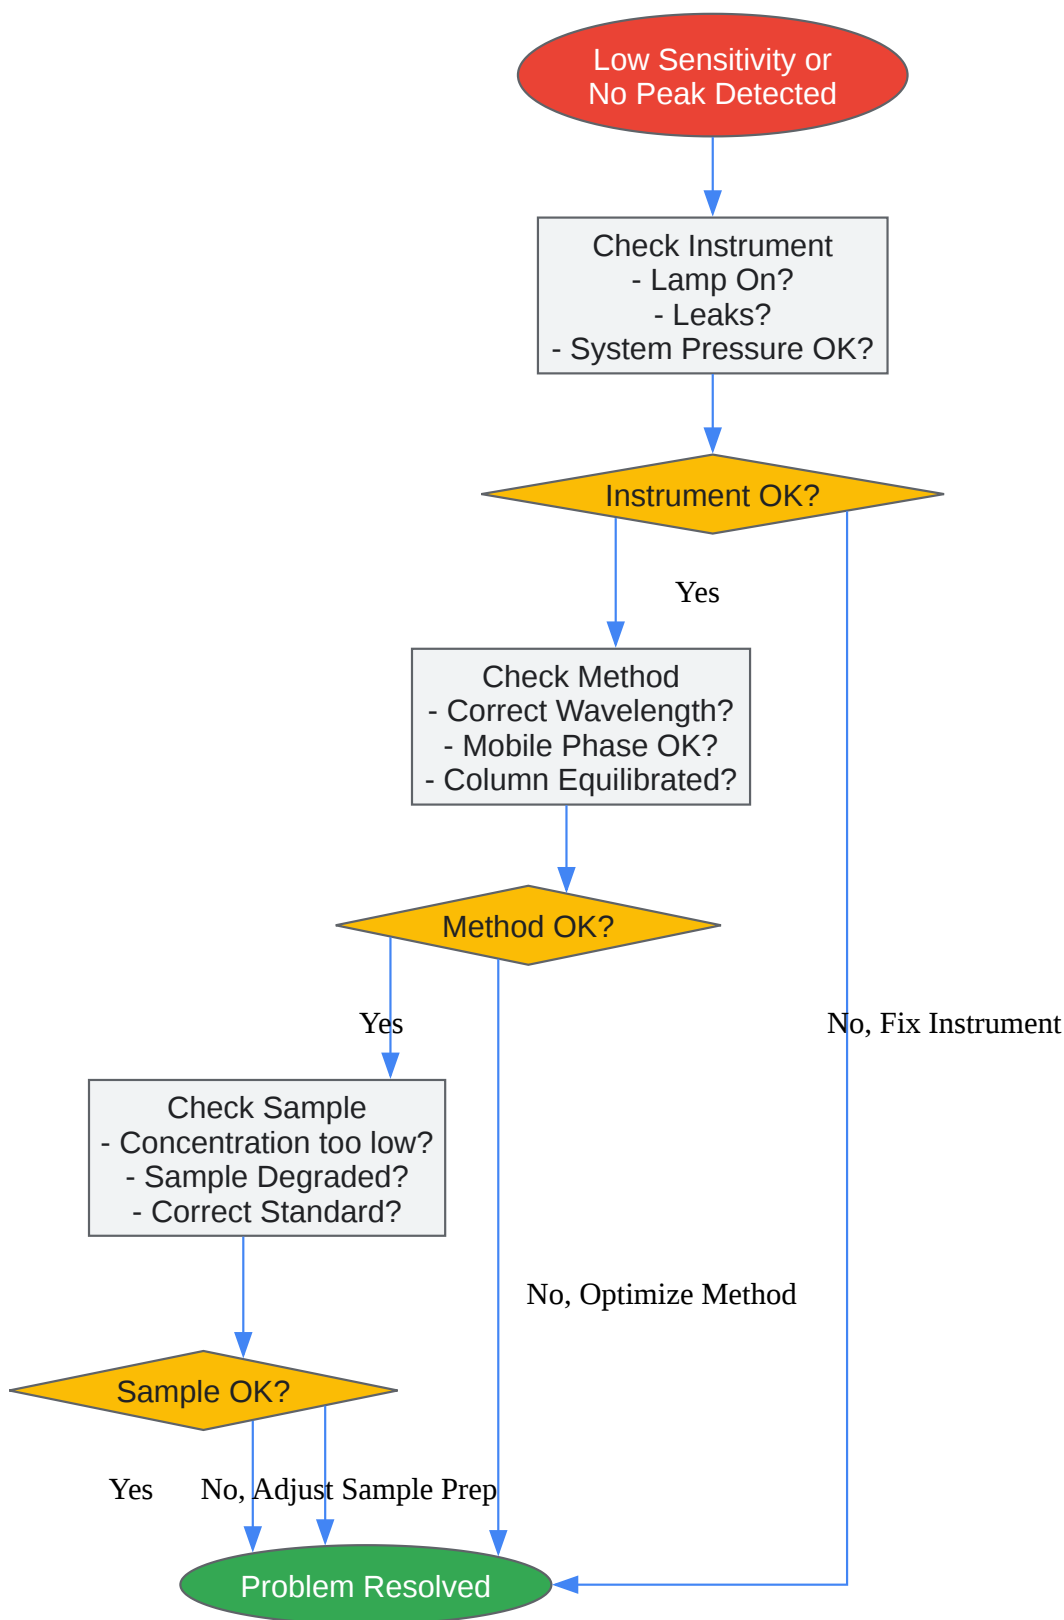 Low Sensitivity or
No Peak Detected
Check Instrument
- Lamp On?
- Leaks?
- System Pressure OK?
Instrument OK?
Yes
Check Method
- Correct Wavelength?
- Mobile Phase OK?
- Column Equilibrated?
Method OK?
Yes
No, Fix Instrument
Check Sample
- Concentration too low?
- Sample Degraded?
- Correct Standard?
No, Optimize Method
Sample OK?
Yes
No, Adjust Sample Prep
Problem Resolved